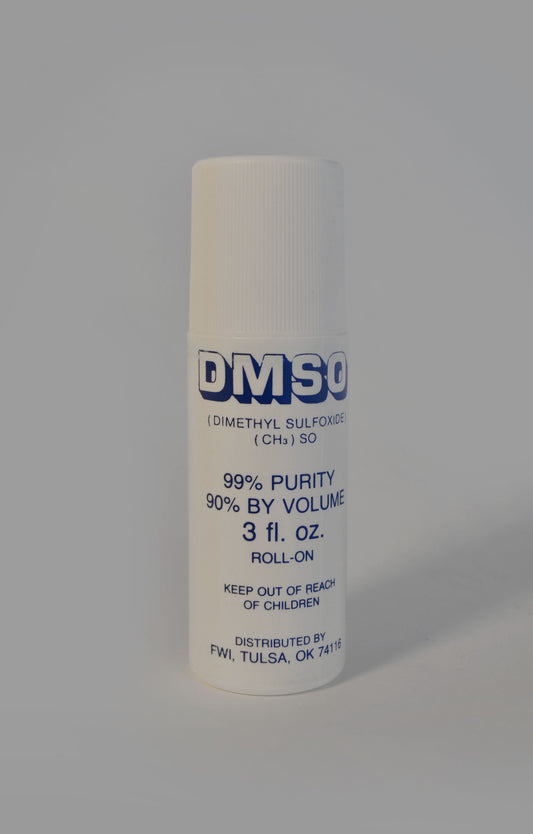 DMSO
( DIMETHYL SULFOXIDE)
( CH₃ ) SO
99% PURITY
90% BY VOLUME
3 fl. oz.
ROLL-ON
KEEP OUT OF REACH
OF CHILDREN
DISTRIBUTED BY
FWI, TULSA, OK 74116